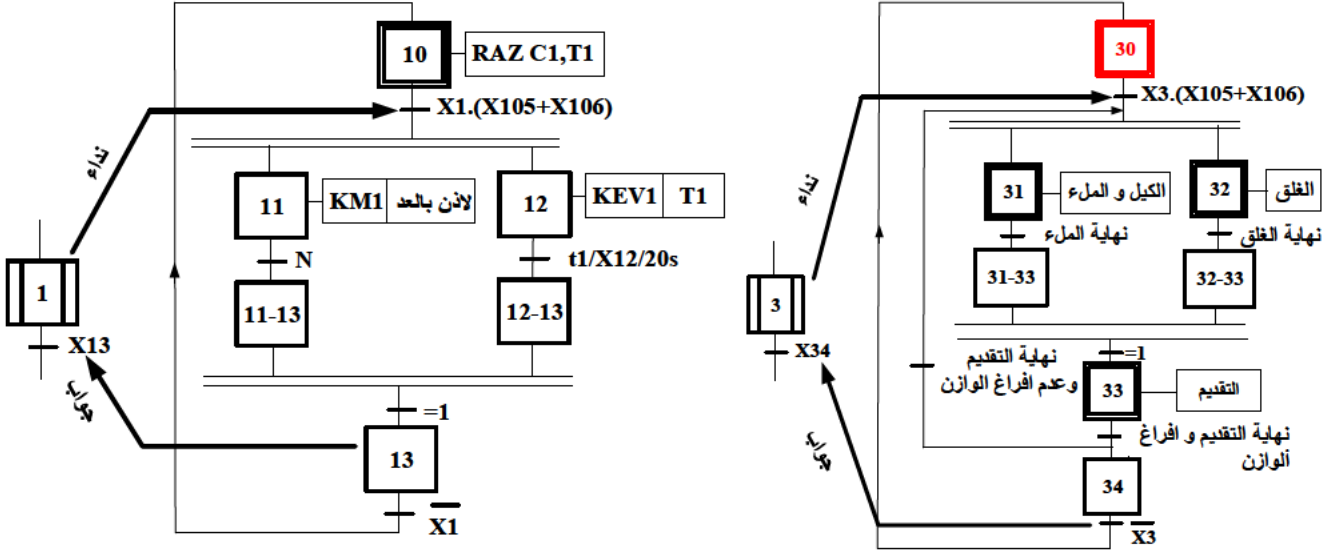 10
RAZ C1,T1
X1.(X105+X106)
نداء
11
KM1
لاذن بالعد
12
KEV1
T1
N
t1/X12/20s
1
11-13
12-13
X13
جواب
=1
13
X1
30
X3.(X105+X106)
نداء
31
الكيل و الملء
32
الغلق
نهاية الملء
نهاية الغلق
3
31-33
32-33
X34
نهاية التقديم
وعدم افراغ الوازن
=1
33
التقديم
جواب
نهاية التقديم و افراغ
ألوازن
34
X3